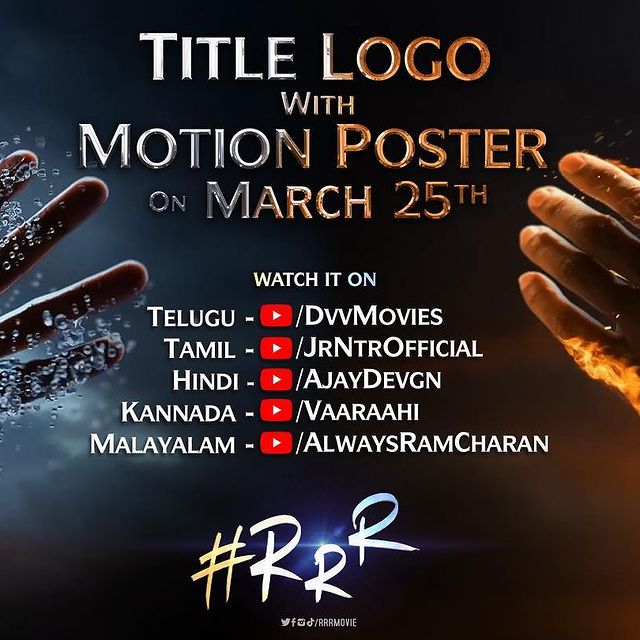 TITLE LOGO
WITH
MOTION POSTER
ON MARCH 25TH
WATCH IT ON
TELUGU - /DVVMOVIES
TAMIL - /JRNTROFFICIAL
HINDI - /AJAYDEVGN
KANNADA - /VAARAAHI
MALAYALAM - /ALWAYSRAMCHARAN
#RRR
/RRRMOVIE